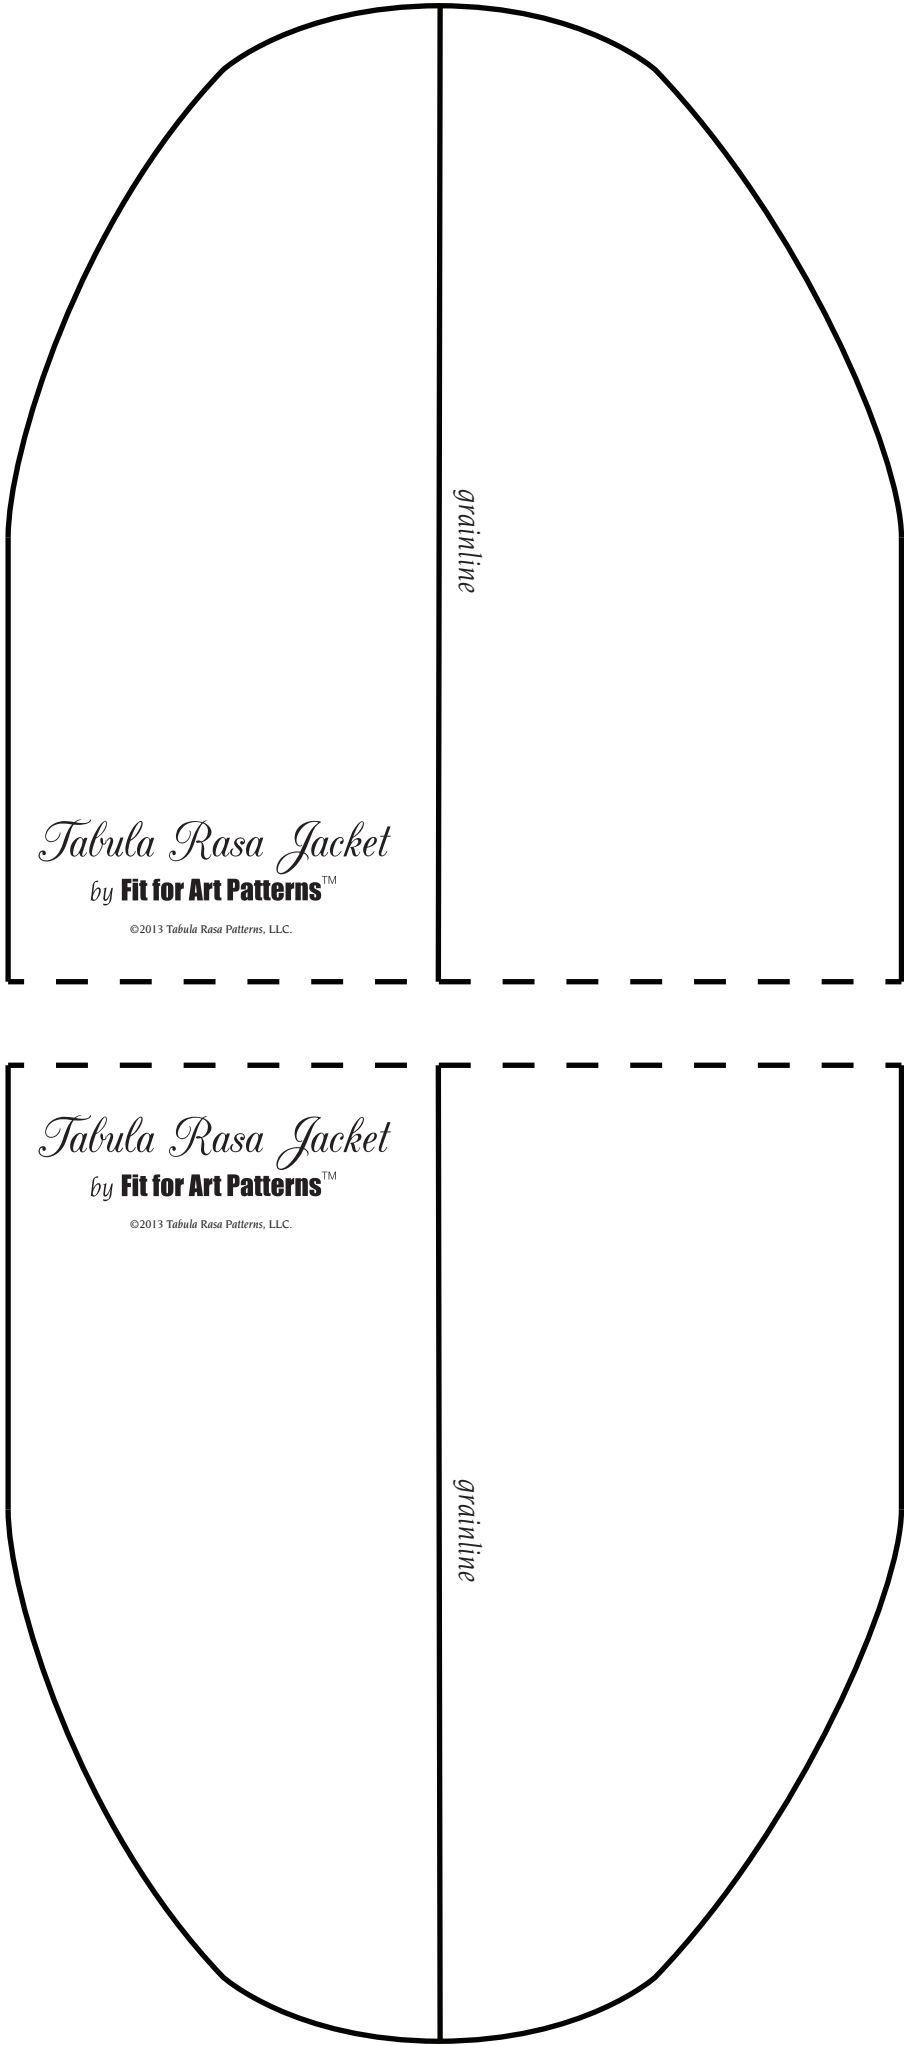 grainline
Tabula Rasa Jacket
by Fit for Art Patterns™
©2013 Tabula Rasa Patterns, LLC.
Tabula Rasa Jacket
by Fit for Art Patterns™
©2013 Tabula Rasa Patterns, LLC.
grainline